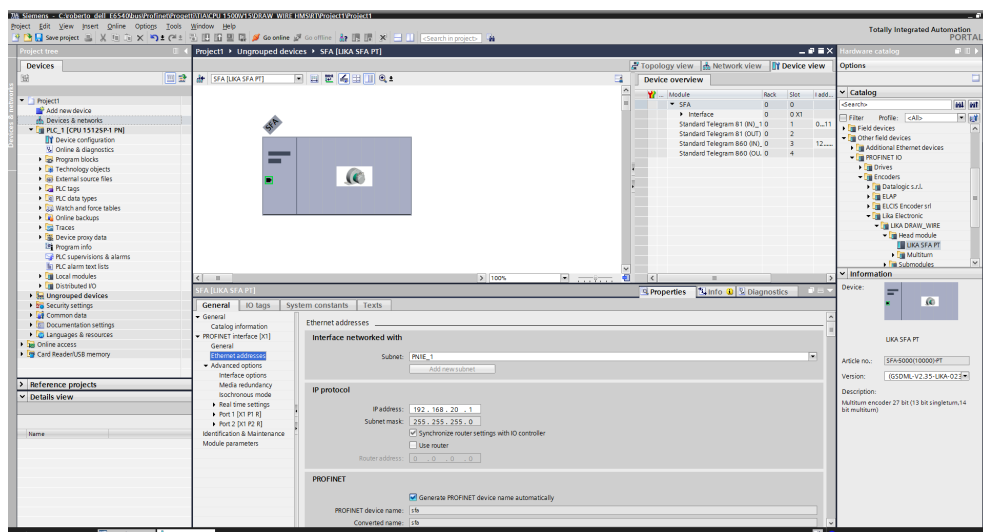 Siemens - C:\roberto_dell_E6540\bus\Profinet\Progetti\TIA\CPU 1500\V15\DRAW_WIRE_HMS\RT\Project1\Project1
Project Edit View Insert Online Options Tools Window Help
Totally Integrated Automation
PORTAL
Save project
Go online
Go offline
<Search in project>
Project tree
Project1 Ungrouped devices SFA [LIKA SFA PT]
Hardware catalog
Devices
Topology view
Network view
Device view
Options
SFA [LIKA SFA PT]
Device overview
Devices & networks
Project1
Add new device
Devices & networks
PLC_1 [CPU 1512SP-1 PN]
Device configuration
Online & diagnostics
Program blocks
Technology objects
External source files
PLC tags
PLC data types
Watch and force tables
Online backups
Traces
Device proxy data
Program info
PLC supervisions & alarms
PLC alarm text lists
Local modules
Distributed I/O
Ungrouped devices
Security settings
Common data
Documentation settings
Languages & resources
Online access
Card Reader/USB memory
Reference projects
Details view
Name
SFA
100%
... Module Rack Slot I add...
SFA 0 0
Interface 0 0 X1
Standard Telegram 81 (IN)_1 0 1 0...11
Standard Telegram 81 (OUT) 0 2
Standard Telegram 860 (IN)_ 0 3 12......
Standard Telegram 860 (OU.. 0 4
Catalog
<Search>
Filter Profile: <All>
Field devices
Other field devices
Additional Ethernet devices
PROFINET IO
Drives
Encoders
Datalogic s.r.l.
ELAP
ELCIS Encoder srl
Lika Electronic
LIKA DRAW_WIRE
Head module
LIKA SFA PT
Multiturn
Submodules
Information
Device:
LIKA SFA PT
Article no.: SFA-5000(10000)-PT
Version: (GSDML-V2.35-LIKA-023
Description:
Multiturn encoder 27 bit (13 bit singleturn,14 bit multiturn)
SFA [LIKA SFA PT]
Properties
Info
Diagnostics
General IO tags System constants Texts
General
Catalog information
PROFINET interface [X1]
General
Ethernet addresses
Advanced options
Interface options
Media redundancy
Isochronous mode
Real time settings
Port 1 [X1 P1 R]
Port 2 [X1 P2 R]
Identification & Maintenance
Module parameters
Ethernet addresses
Interface networked with
Subnet: PN/IE_1
Add new subnet
IP protocol
IP address: 192 . 168 . 20 . 1
Subnet mask: 255 . 255 . 255 . 0
Synchronize router settings with IO controller
Use router
Router address: 0 . 0 . 0 . 0
PROFINET
Generate PROFINET device name automatically
PROFINET device name: sfa
Converted name: sfa